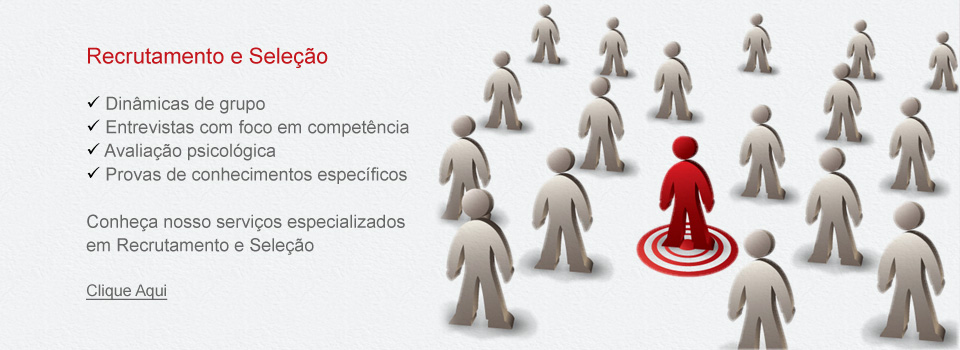 Recrutamento e Seleção
✓ Dinâmicas de grupo
✓ Entrevistas com foco em competência
✓ Avaliação psicológica
✓ Provas de conhecimentos específicos
Conheça nosso serviços especializados
em Recrutamento e Seleção
Clique Aqui